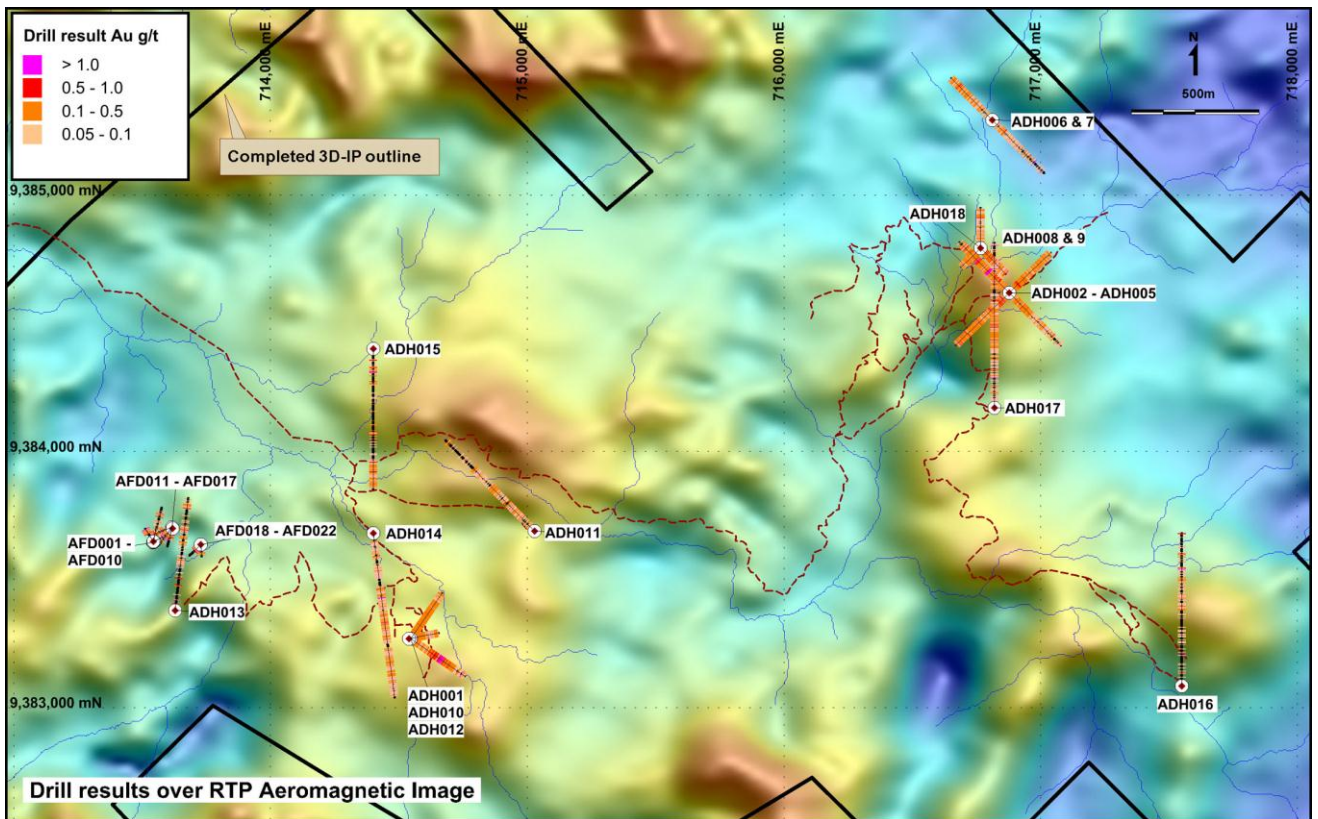 Drill result Au g/t
> 1.0
0.5 - 1.0
0.1 - 0.5
0.05 - 0.1
Completed 3D-IP outline
714,000 mE
715,000 mE
716,000 mE
717,000 mE
718,000 mE
N
500m
9,385,000 mN
9,384,000 mN
9,383,000 mN
ADH006 & 7
ADH018
ADH008 & 9
ADH002 - ADH005
ADH017
ADH015
ADH011
ADH014
AFD011 - AFD017
AFD018 - AFD022
AFD001 -
AFD010
ADH013
ADH001
ADH010
ADH012
ADH016
Drill results over RTP Aeromagnetic Image